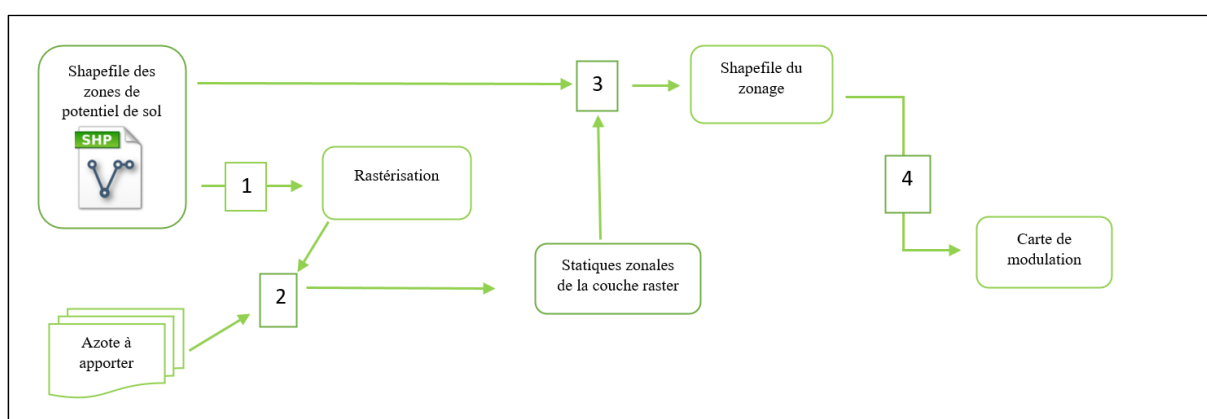 Shapefile des
zones de
potentiel de sol
SHP
1
Rastérisation
2
Azote à
apporter
Statiques zonales
de la couche raster
3
Shapefile du
zonage
4
Carte de
modulation